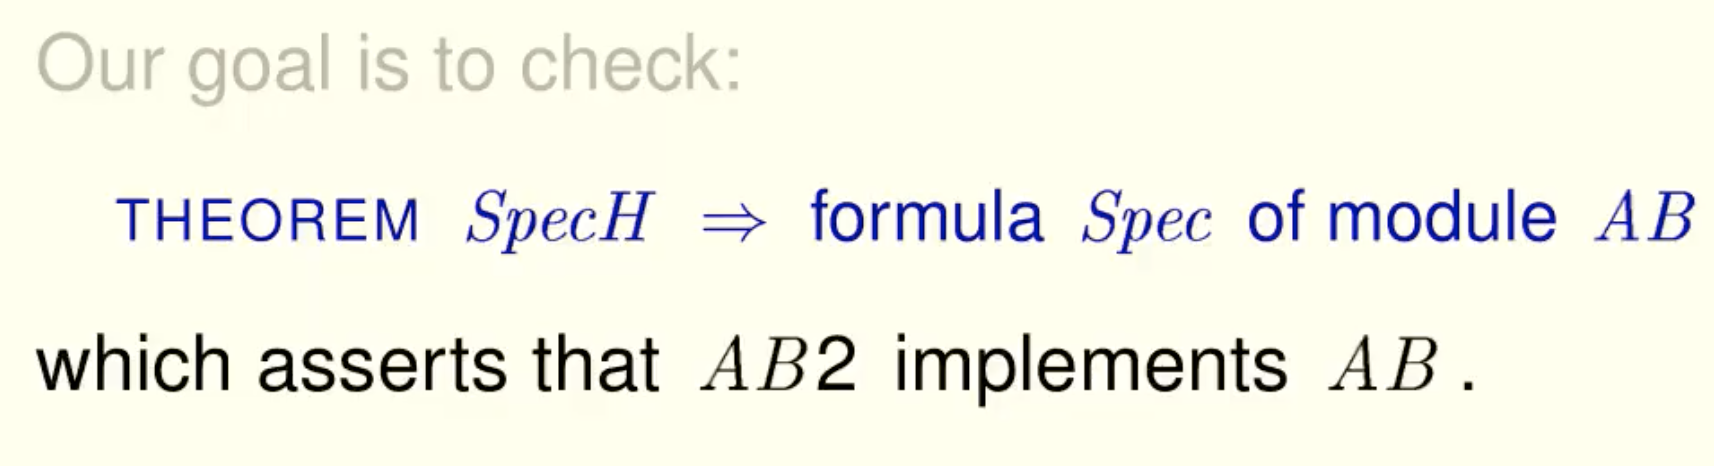 Our goal is to check:
THEOREM SpecH ⇒ formula Spec of module AB
which asserts that AB2 implements AB .